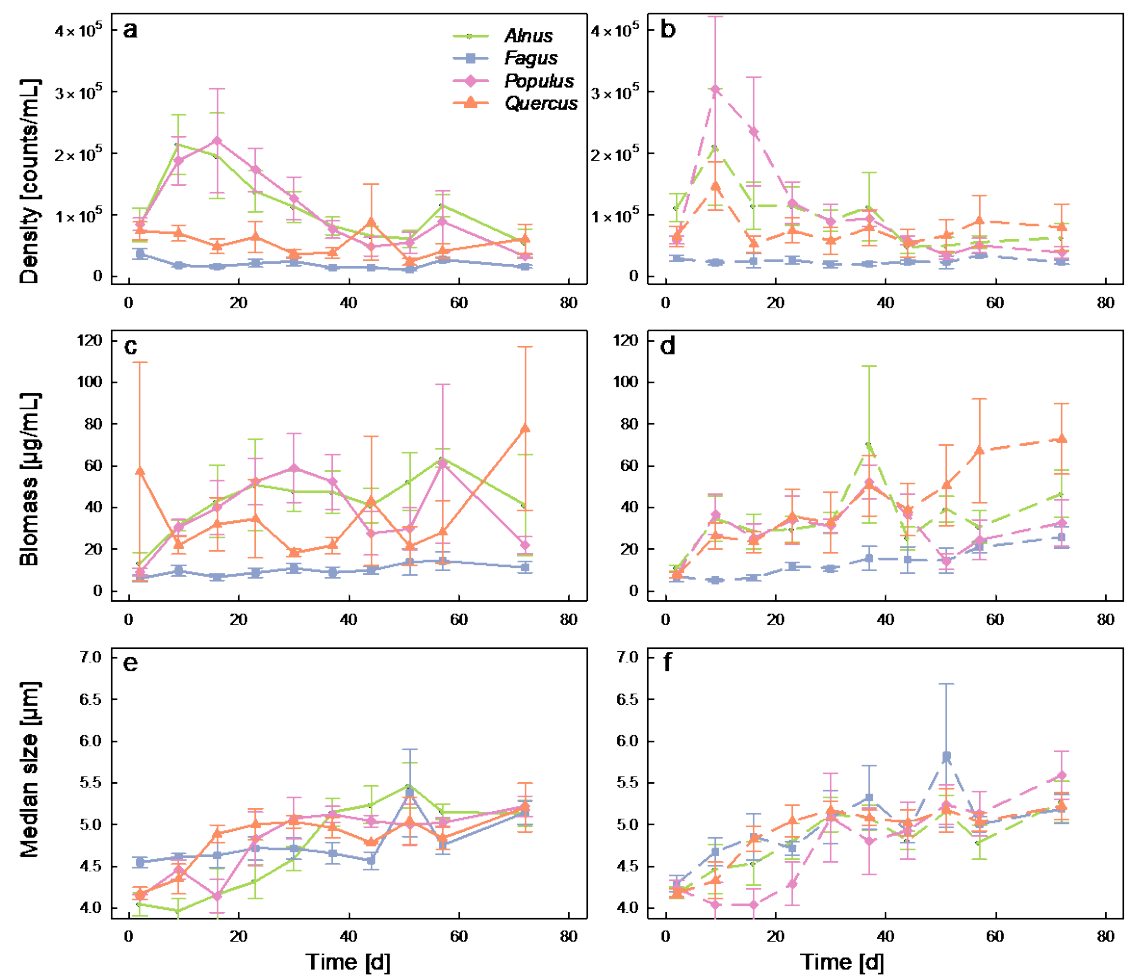 a
Alnus
Fagus
Populus
Quercus
4×10⁵
3×10⁵
2×10⁵
1×10⁵
0
Density [counts/mL]
0 20 40 60 80
b
4×10⁵
3×10⁵
2×10⁵
1×10⁵
0
0 20 40 60 80
c
120
100
80
60
40
20
0
Biomass [µg/mL]
0 20 40 60 80
d
120
100
80
60
40
20
0
0 20 40 60 80
e
7.0
6.5
6.0
5.5
5.0
4.5
4.0
Median size [µm]
0 20 40 60 80
Time [d]
f
7.0
6.5
6.0
5.5
5.0
4.5
4.0
0 20 40 60 80
Time [d]